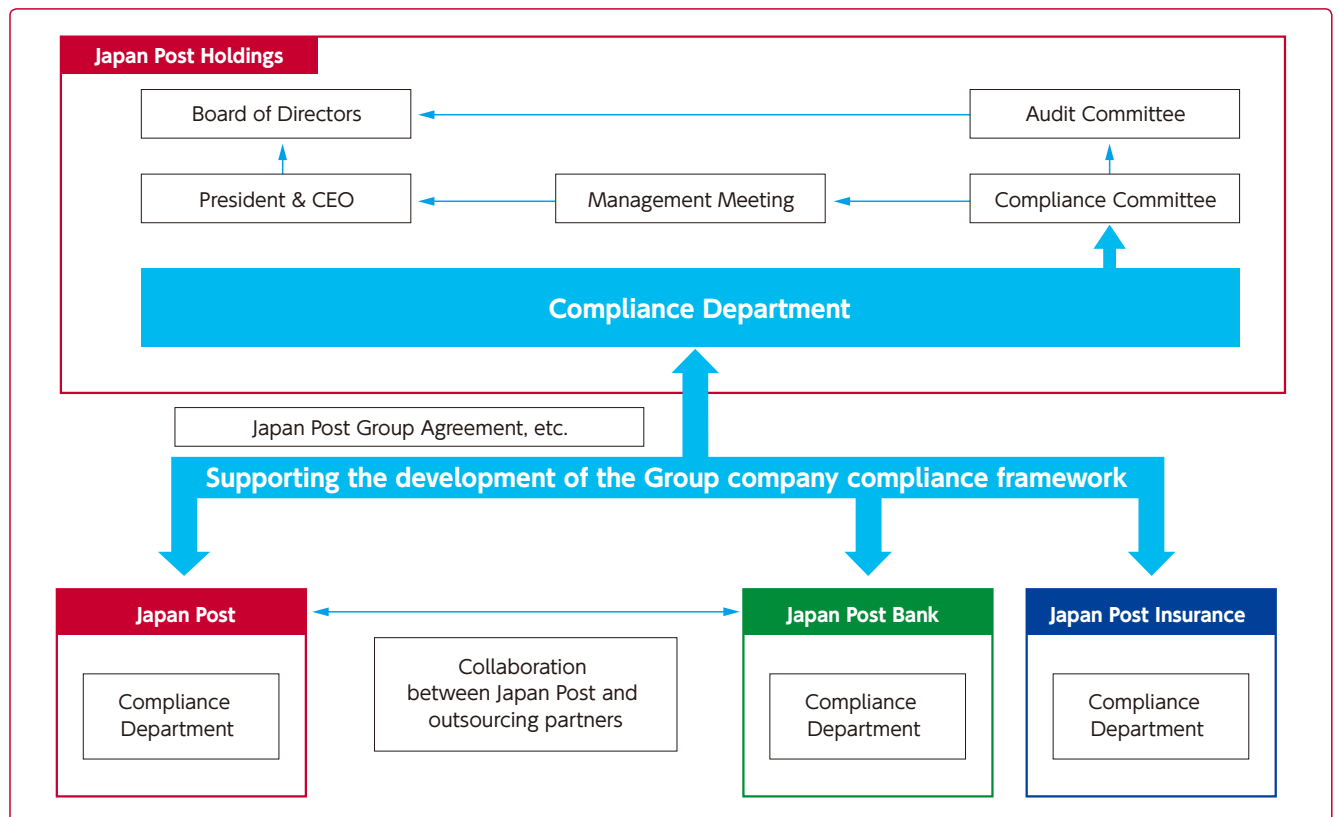 Japan Post Holdings
Board of Directors
Audit Committee
President & CEO
Management Meeting
Compliance Committee
Compliance Department
Japan Post Group Agreement, etc.
Supporting the development of the Group company compliance framework
Japan Post
Japan Post Bank
Japan Post Insurance
Collaboration
between Japan Post and
outsourcing partners
Compliance
Department
Compliance
Department
Compliance
Department